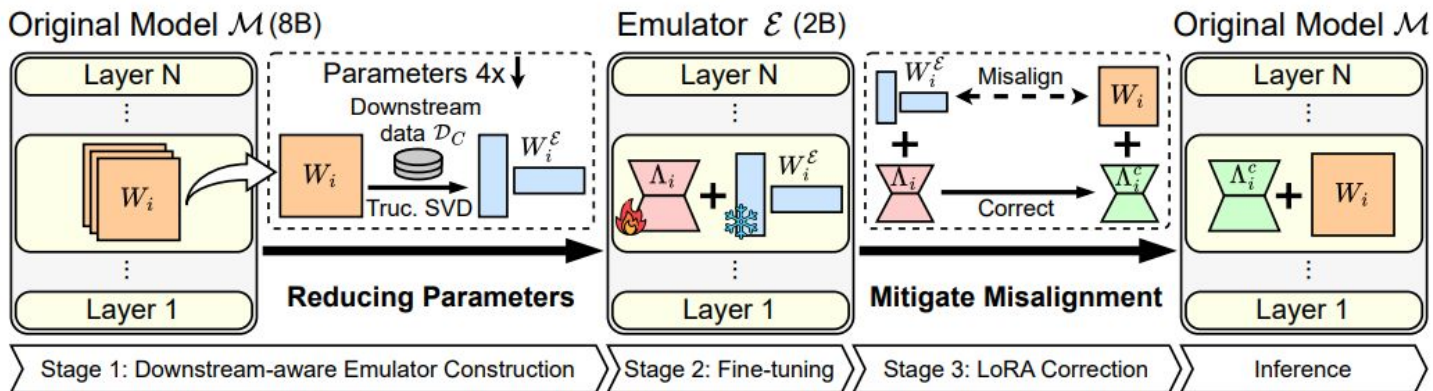 Original Model ℳ (8B)
Layer N
⋮
W_i
⋮
Layer 1
Parameters 4x ↓
Downstream
data 𝒟_C
W_i
Truc. SVD
W_i^ℰ
Reducing Parameters
Emulator ℰ (2B)
Layer N
⋮
Λ_i
+
W_i^ℰ
⋮
Layer 1
W_i^ℰ
Misalign
W_i
+
+
Λ_i
Correct
Λ_i^c
Mitigate Misalignment
Original Model ℳ
Layer N
⋮
Λ_i^c
+
W_i
⋮
Layer 1
Stage 1: Downstream-aware Emulator Construction
Stage 2: Fine-tuning
Stage 3: LoRA Correction
Inference